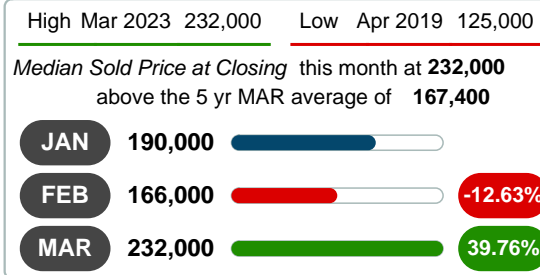 High Mar 2023 232,000 Low Apr 2019 125,000
Median Sold Price at Closing this month at 232,000
above the 5 yr MAR average of 167,400
JAN 190,000
FEB 166,000 -12.63%
MAR 232,000 39.76%